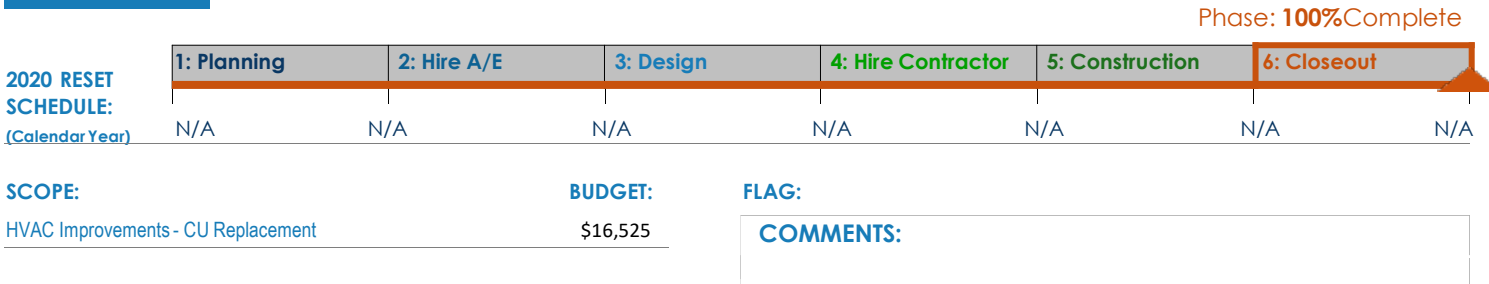 Phase: 100%Complete
1: Planning 2: Hire A/E 3: Design 4: Hire Contractor 5: Construction 6: Closeout
2020 RESET
SCHEDULE:
(Calendar Year)
N/A N/A N/A N/A N/A N/A N/A
SCOPE: BUDGET: FLAG:
HVAC Improvements - CU Replacement $16,525
COMMENTS: